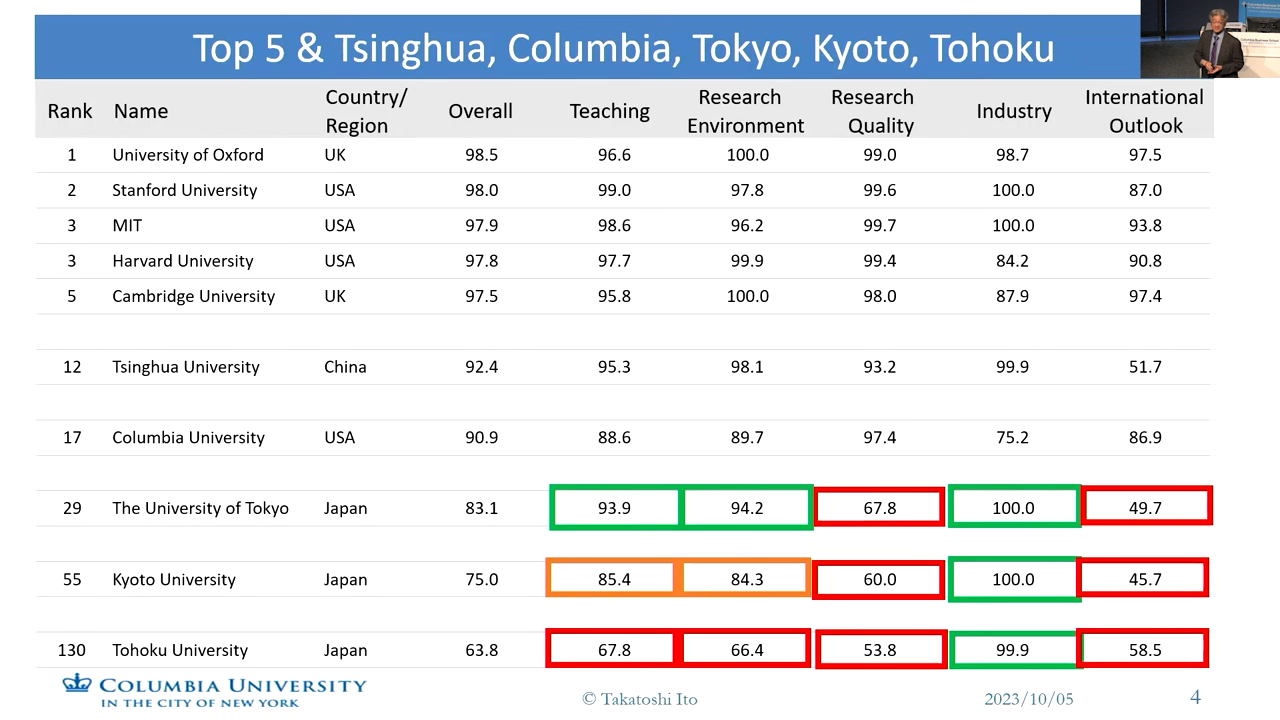 Top 5 & Tsinghua, Columbia, Tokyo, Kyoto, Tohoku
Rank Name Country/ Region Overall Teaching Research Environment Research Quality Industry International Outlook
1 University of Oxford UK 98.5 96.6 100.0 99.0 98.7 97.5
2 Stanford University USA 98.0 99.0 97.8 99.6 100.0 87.0
3 MIT USA 97.9 98.6 96.2 99.7 100.0 93.8
3 Harvard University USA 97.8 97.7 99.9 99.4 84.2 90.8
5 Cambridge University UK 97.5 95.8 100.0 98.0 87.9 97.4
12 Tsinghua University China 92.4 95.3 98.1 93.2 99.9 51.7
17 Columbia University USA 90.9 88.6 89.7 97.4 75.2 86.9
29 The University of Tokyo Japan 83.1 93.9 94.2 67.8 100.0 49.7
55 Kyoto University Japan 75.0 85.4 84.3 60.0 100.0 45.7
130 Tohoku University Japan 63.8 67.8 66.4 53.8 99.9 58.5
COLUMBIA UNIVERSITY
IN THE CITY OF NEW YORK
© Takatoshi Ito
2023/10/05
4